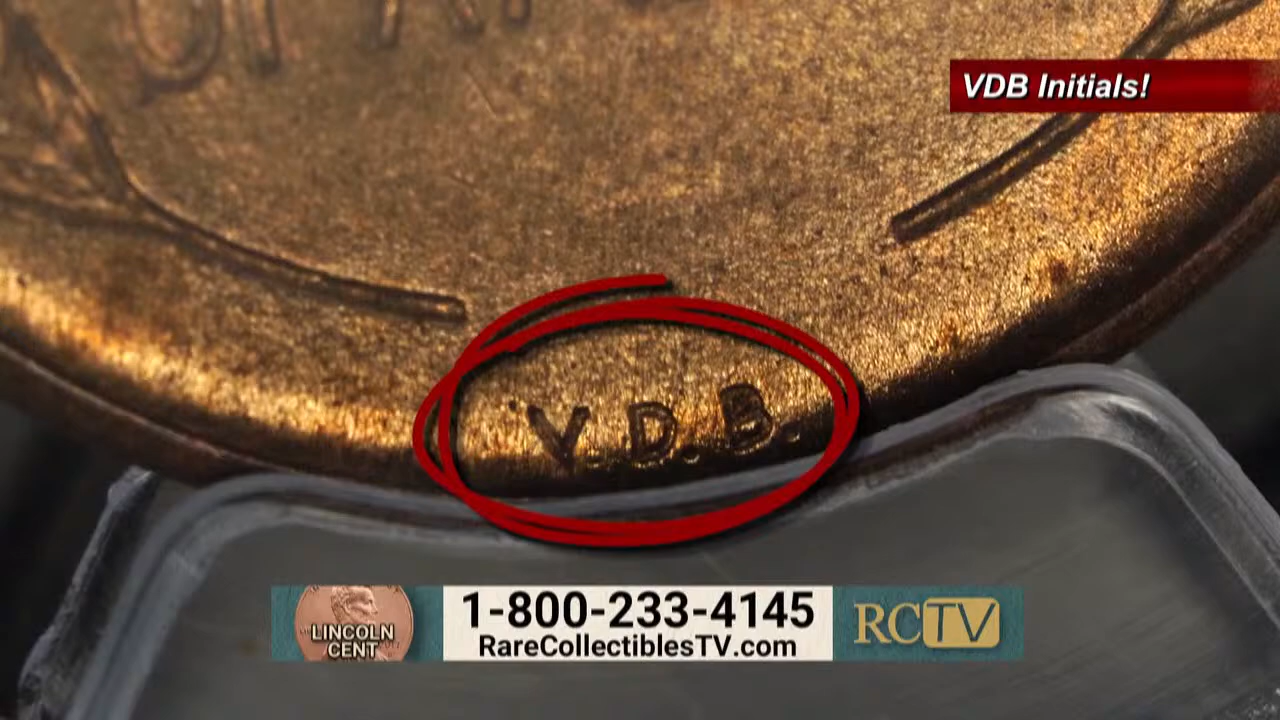 VDB Initials!
V.D.B.
LINCOLN
CENT
1-800-233-4145
RareCollectiblesTV.com
RCTV